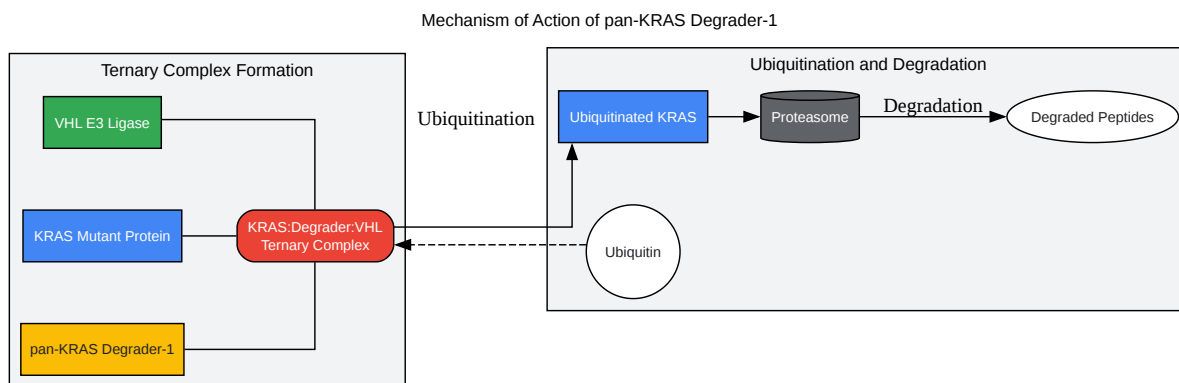 Mechanism of Action of pan-KRAS Degrader-1
Ternary Complex Formation
VHL E3 Ligase
KRAS Mutant Protein
KRAS:Degrader:VHL
Ternary Complex
pan-KRAS Degrader-1
Ubiquitination
Ubiquitination and Degradation
Ubiquitinated KRAS
Proteasome
Degradation
Degraded Peptides
Ubiquitin